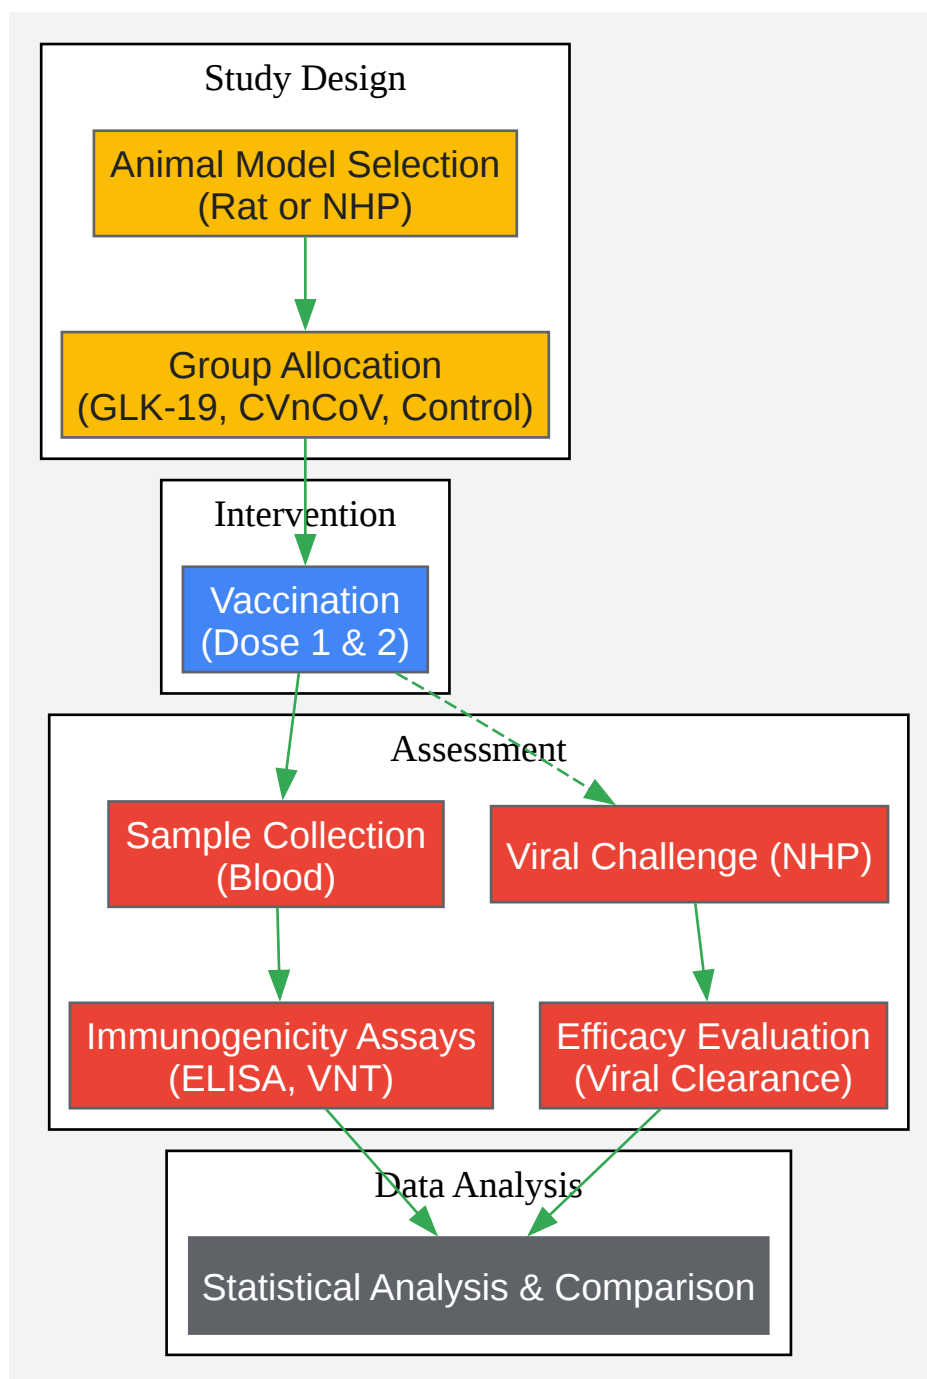 Study Design
Animal Model Selection
(Rat or NHP)
Group Allocation
(GLK-19, CVnCoV, Control)
Intervention
Vaccination
(Dose 1 & 2)
Assessment
Sample Collection
(Blood)
Viral Challenge (NHP)
Immunogenicity Assays
(ELISA, VNT)
Efficacy Evaluation
(Viral Clearance)
Data Analysis
Statistical Analysis & Comparison